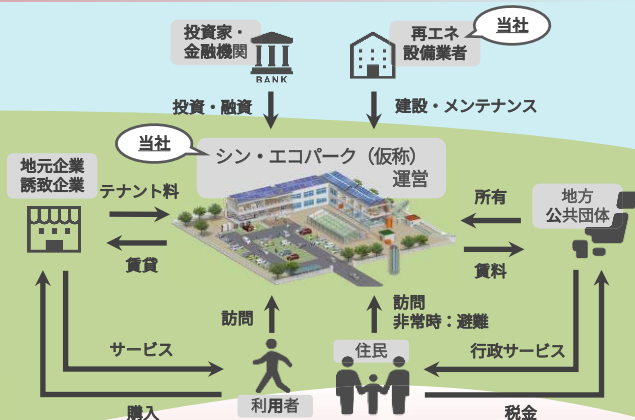 投資家・
金融機関
BANK
再エネ
設備業者
当社
投資・融資
建設・メンテナンス
当社
シン・エコパーク（仮称）
運営
地元企業
誘致企業
テナント料
賃貸
所有
賃料
地方
公共団体
訪問
訪問
非常時：避難
サービス
住民
行政サービス
購入
利用者
税金